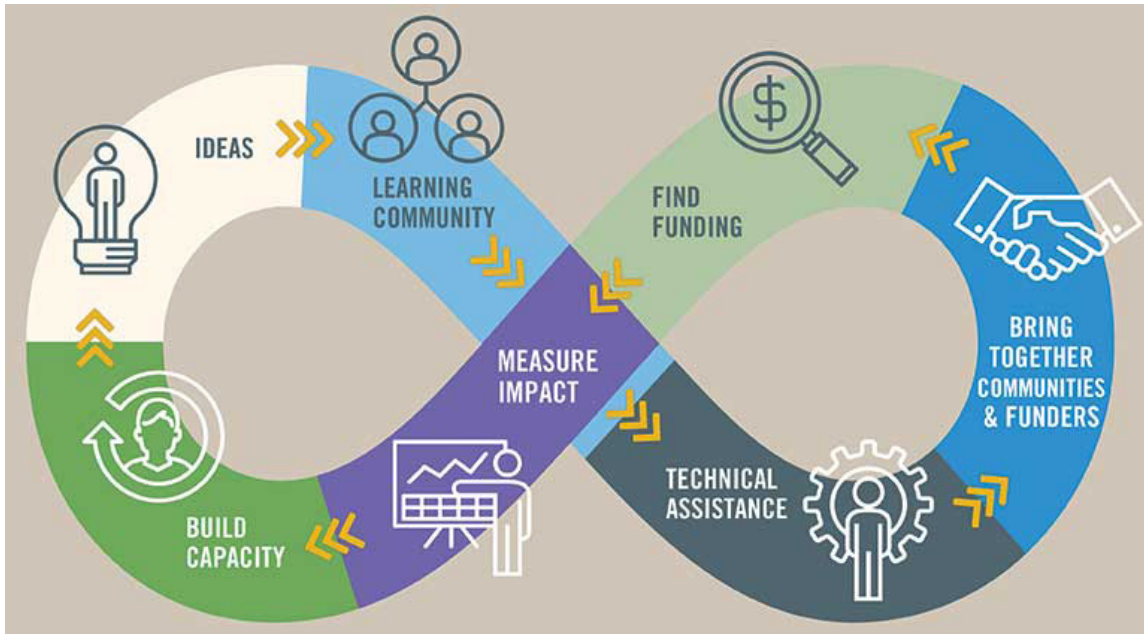 IDEAS
LEARNING
COMMUNITY
FIND
FUNDING
$
BRING
TOGETHER
COMMUNITIES
& FUNDERS
MEASURE
IMPACT
TECHNICAL
ASSISTANCE
BUILD
CAPACITY